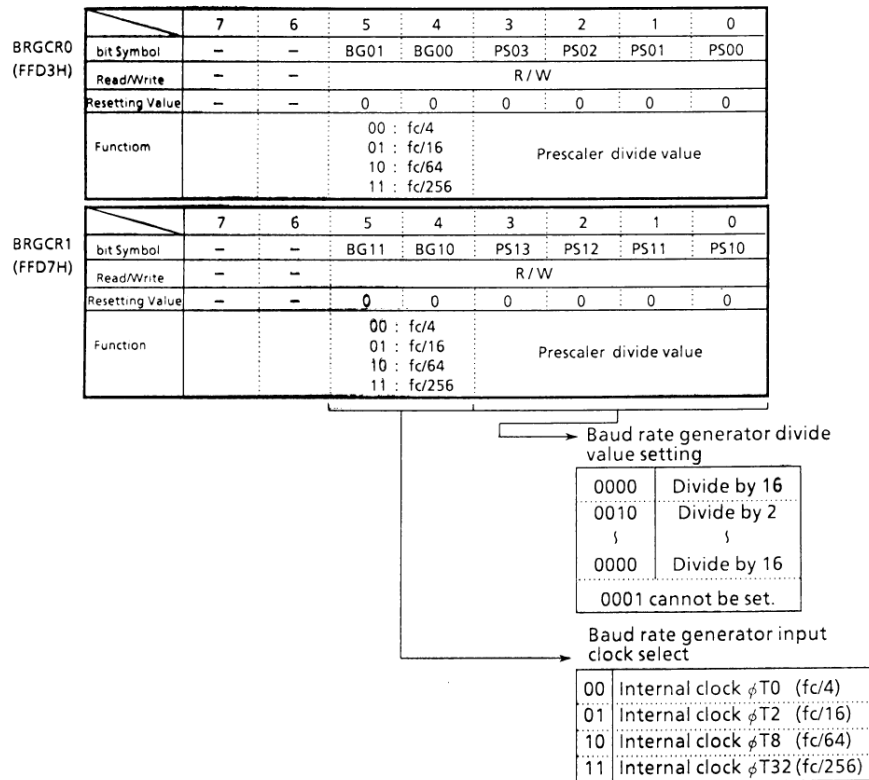 7 6 5 4 3 2 1 0
BRGCR0 bit Symbol – – BG01 BG00 PS03 PS02 PS01 PS00
(FFD3H) Read/Write – – R / W
Resetting Value – – 0 0 0 0 0 0
Functiom 00 : fc/4
01 : fc/16
10 : fc/64
11 : fc/256
Prescaler divide value
7 6 5 4 3 2 1 0
BRGCR1 bit Symbol – – BG11 BG10 PS13 PS12 PS11 PS10
(FFD7H) Read/Write – – R / W
Resetting Value – – 0 0 0 0 0 0
Function 00 : fc/4
01 : fc/16
10 : fc/64
11 : fc/256
Prescaler divide value
Baud rate generator divide
value setting
0000 Divide by 16
0010 Divide by 2
∫ ∫
0000 Divide by 16
0001 cannot be set.
Baud rate generator input
clock select
00 Internal clock φT0 (fc/4)
01 Internal clock φT2 (fc/16)
10 Internal clock φT8 (fc/64)
11 Internal clock φT32 (fc/256)